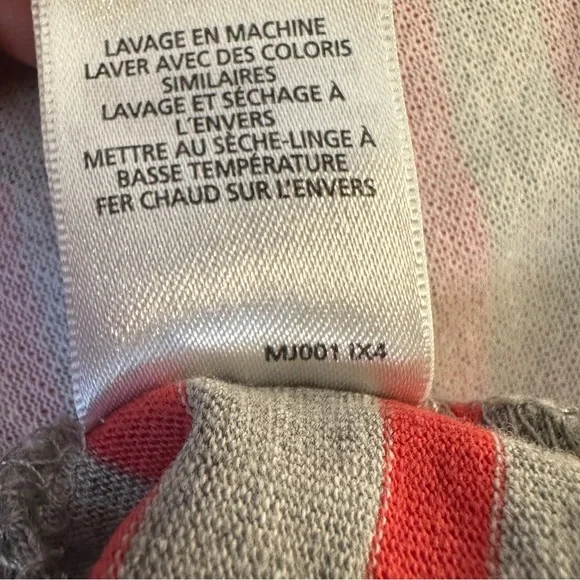 LAVAGE EN MACHINE
LAVER AVEC DES COLORIS
SIMILAIRES
LAVAGE ET SÉCHAGE À
L'ENVERS
METTRE AU SÈCHE-LINGE À
BASSE TEMPÉRATURE
FER CHAUD SUR L'ENVERS
MJ001 IX4